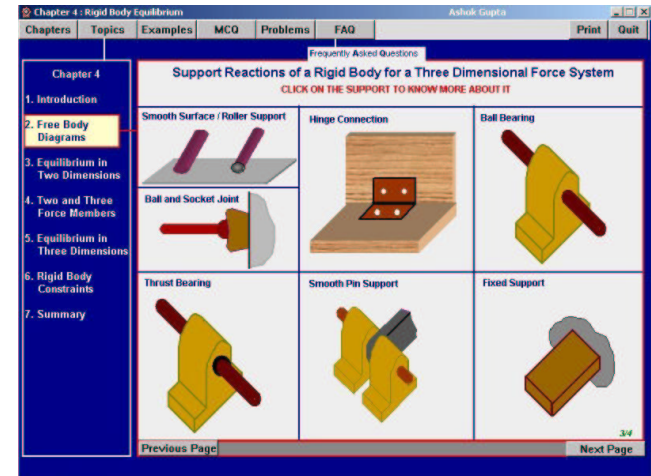 Chapter 4 : Rigid Body Equilibrium
Ashok Gupta
Chapters Topics Examples MCQ Problems FAQ Print Quit
Frequently Asked Questions
Chapter 4
1. Introduction
2. Free Body
Diagrams
3. Equilibrium in
Two Dimensions
4. Two and Three
Force Members
5. Equilibrium in
Three Dimensions
6. Rigid Body
Constraints
7. Summary
Support Reactions of a Rigid Body for a Three Dimensional Force System
CLICK ON THE SUPPORT TO KNOW MORE ABOUT IT
Smooth Surface / Roller Support
Hinge Connection
Ball Bearing
Ball and Socket Joint
Thrust Bearing
Smooth Pin Support
Fixed Support
3/4
Previous Page
Next Page